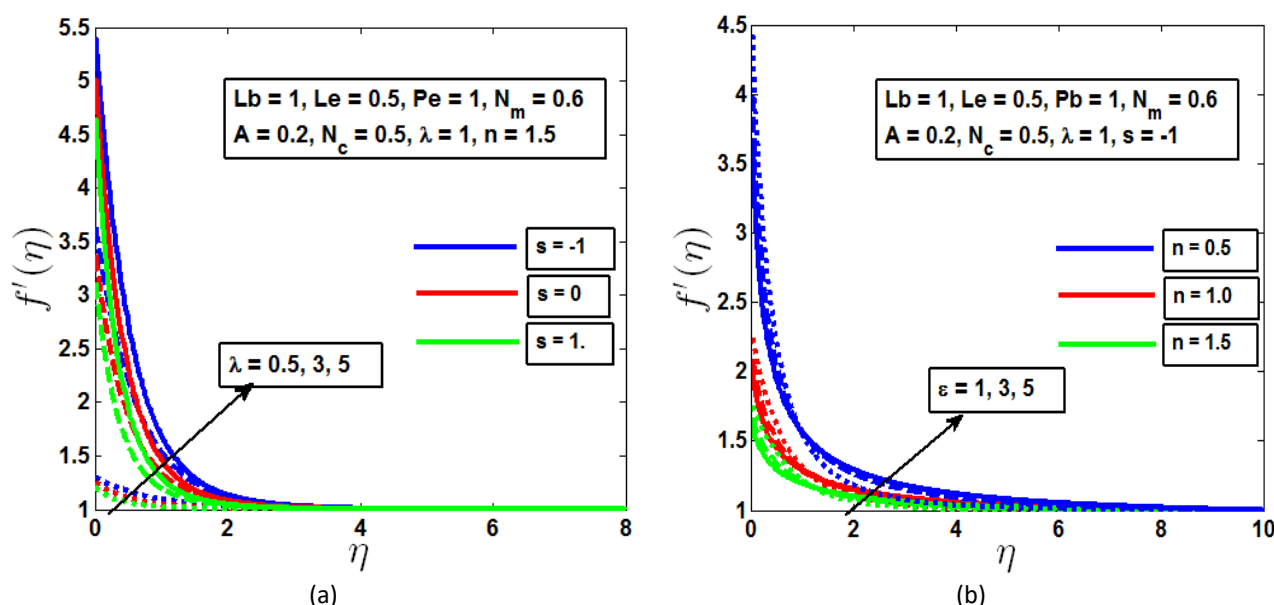 5.5
5
4.5
4
3.5
3
2.5
2
1.5
1
0
2
4
6
8
f'(η)
η
Lb = 1, Le = 0.5, Pe = 1, N_m = 0.6
A = 0.2, N_c = 0.5, λ = 1, n = 1.5
s = -1
s = 0
s = 1.
λ = 0.5, 3, 5
(a)
4.5
4
3.5
3
2.5
2
1.5
1
0
2
4
6
8
10
f'(η)
η
Lb = 1, Le = 0.5, Pb = 1, N_m = 0.6
A = 0.2, N_c = 0.5, λ = 1, s = -1
n = 0.5
n = 1.0
n = 1.5
ε = 1, 3, 5
(b)